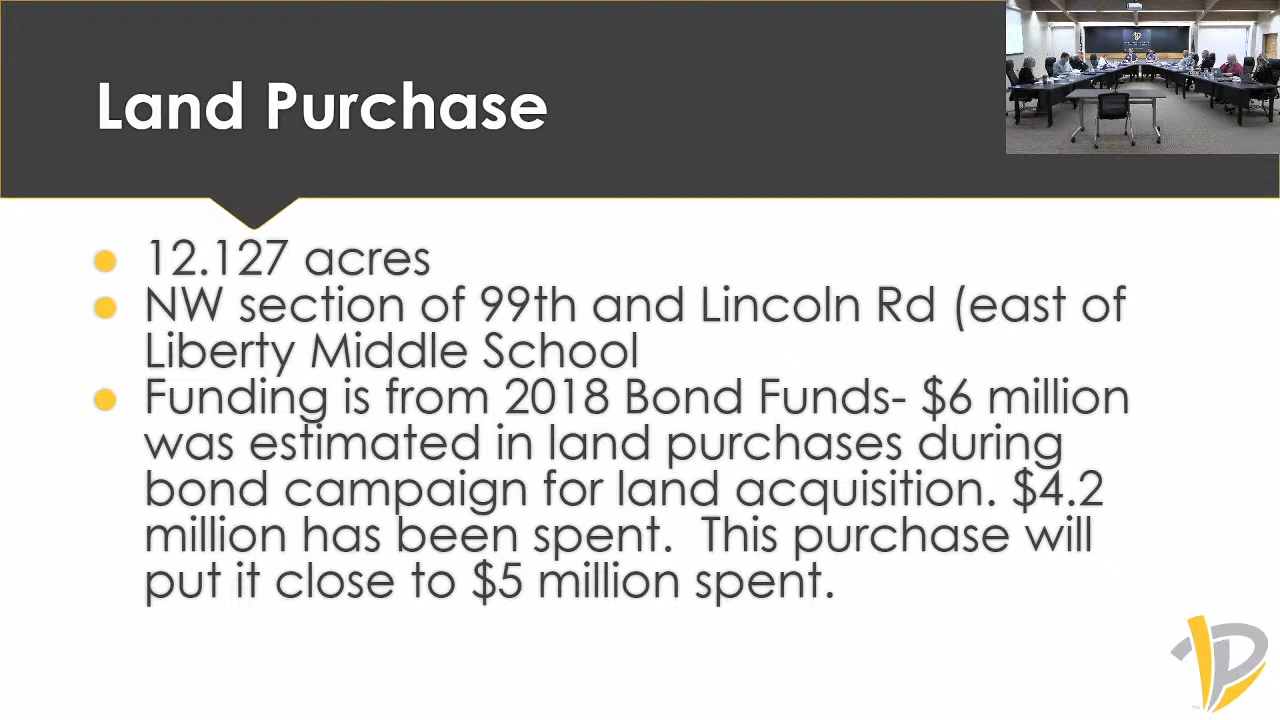 Land Purchase
12.127 acres
NW section of 99th and Lincoln Rd (east of
Liberty Middle School
Funding is from 2018 Bond Funds- $6 million
was estimated in land purchases during
bond campaign for land acquisition. $4.2
million has been spent.  This purchase will
put it close to $5 million spent.